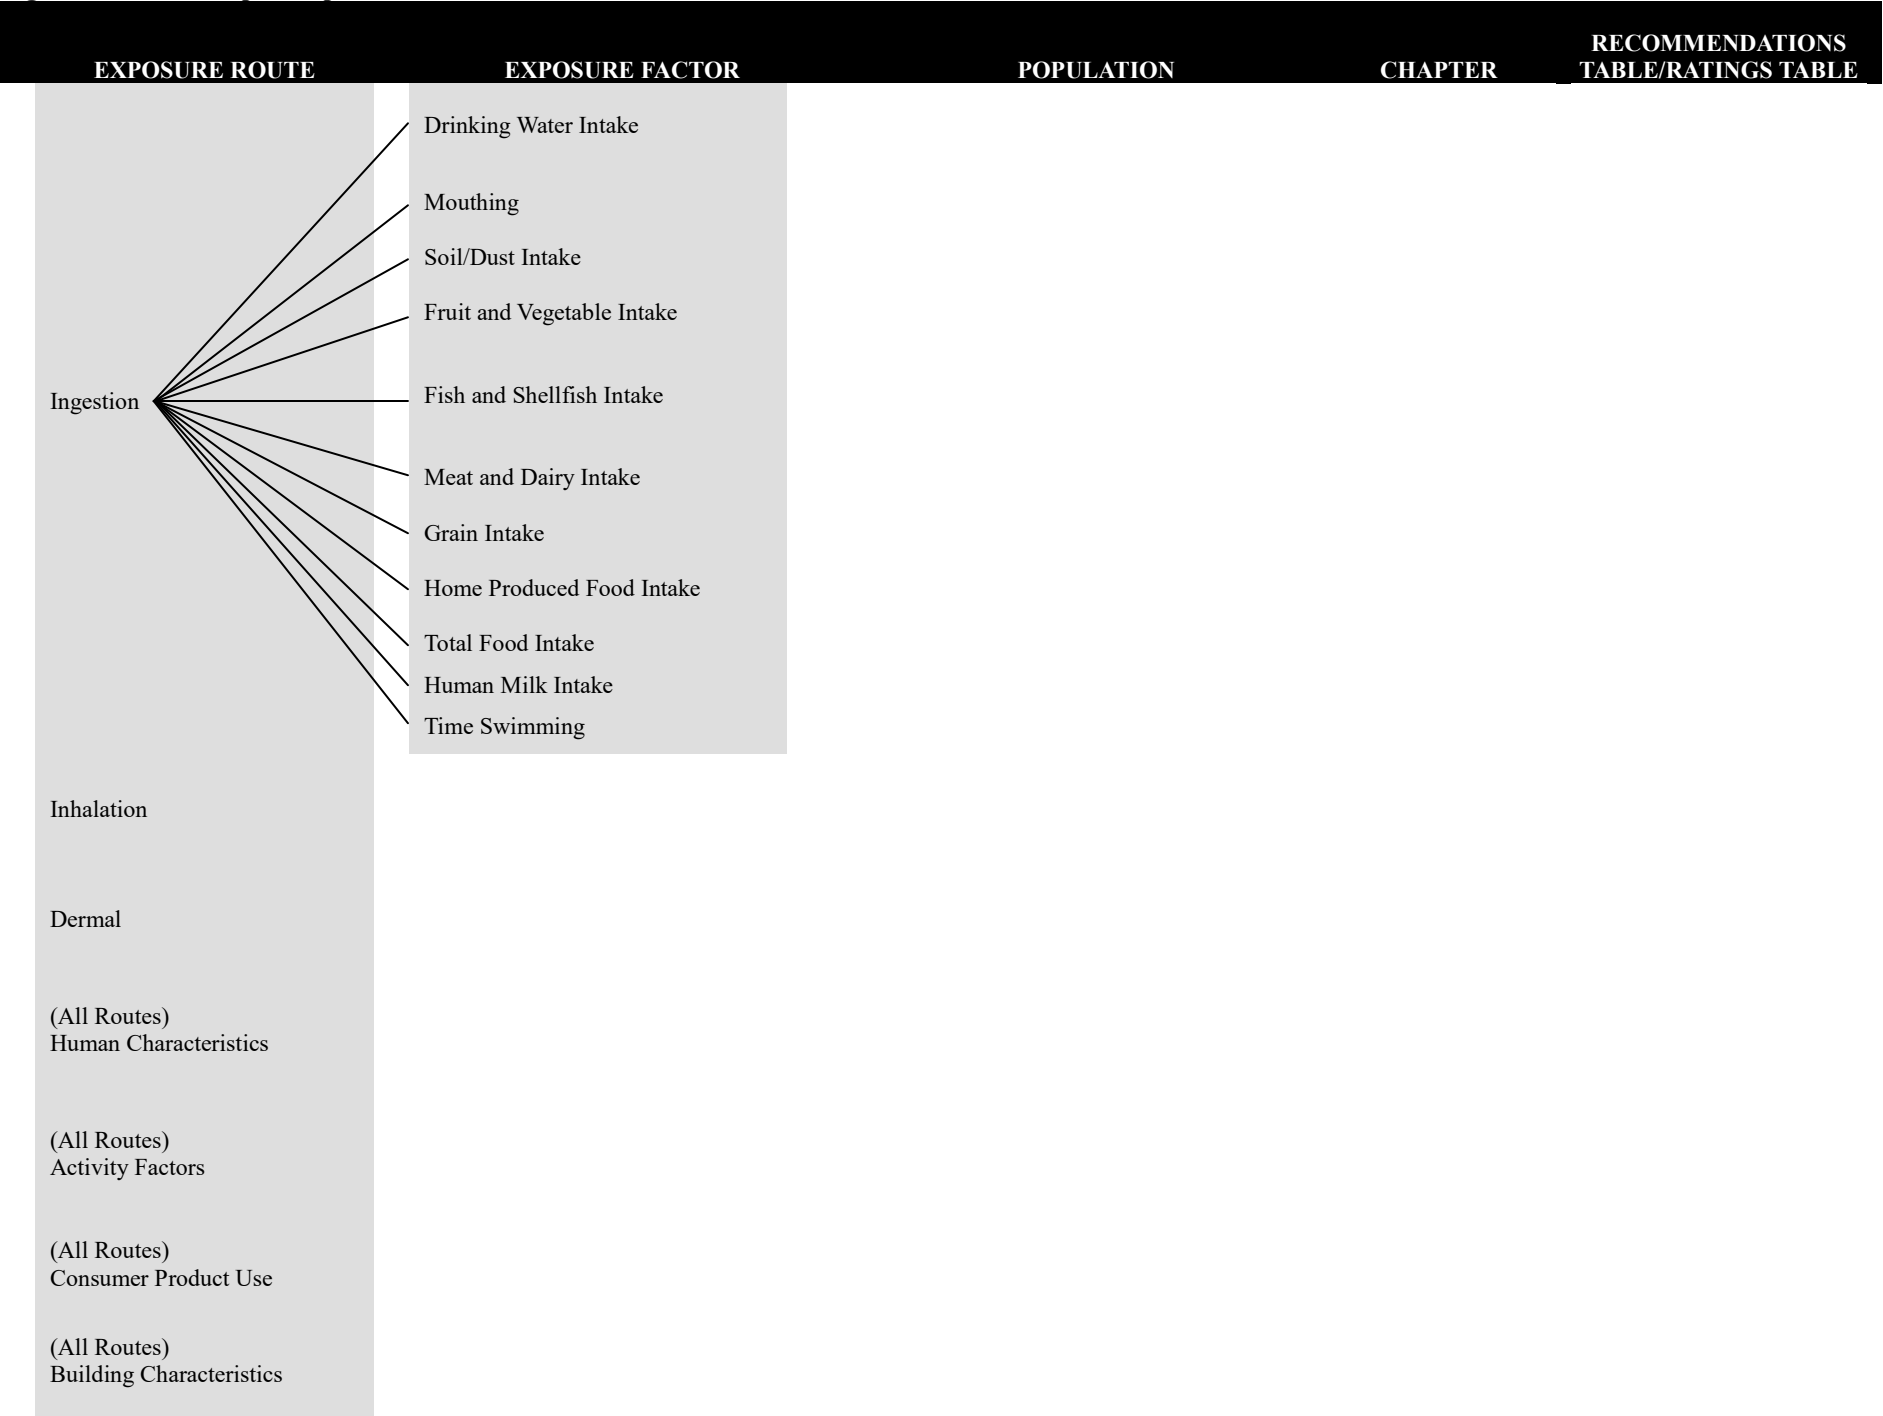 EXPOSURE ROUTE
EXPOSURE FACTOR
POPULATION
CHAPTER
RECOMMENDATIONS
TABLE/RATINGS TABLE
Drinking Water Intake
Mouthing
Soil/Dust Intake
Fruit and Vegetable Intake
Ingestion
Fish and Shellfish Intake
Meat and Dairy Intake
Grain Intake
Home Produced Food Intake
Total Food Intake
Human Milk Intake
Time Swimming
Inhalation
Dermal
(All Routes)
Human Characteristics
(All Routes)
Activity Factors
(All Routes)
Consumer Product Use
(All Routes)
Building Characteristics